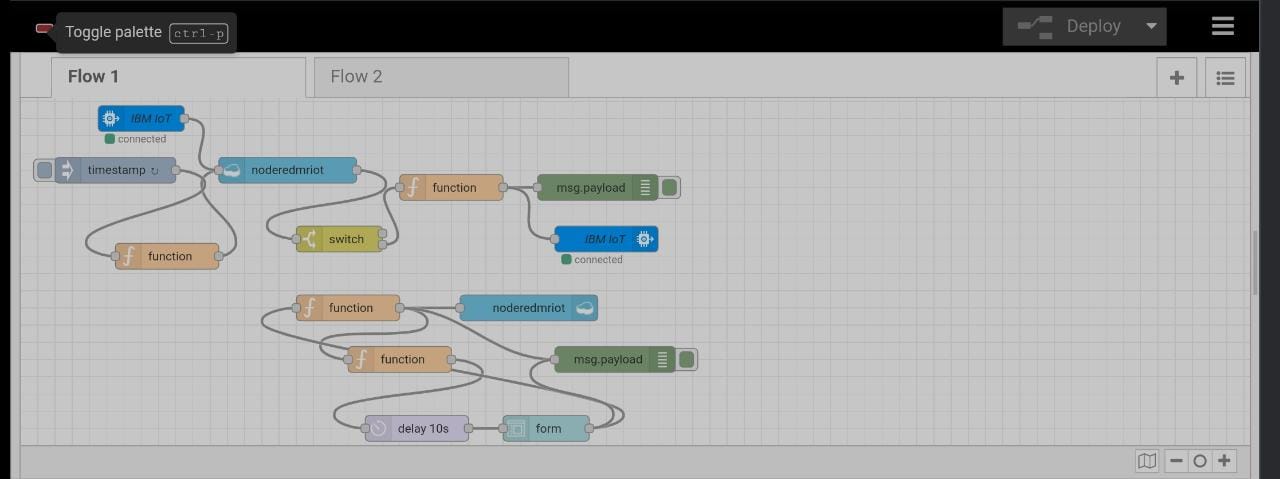 Toggle palette ctrl-p
Deploy
Flow 1
Flow 2
IBM IoT
connected
timestamp ↻
noderedmriot
function
msg.payload
switch
IBM IoT
connected
function
function
noderedmriot
function
msg.payload
delay 10s
form